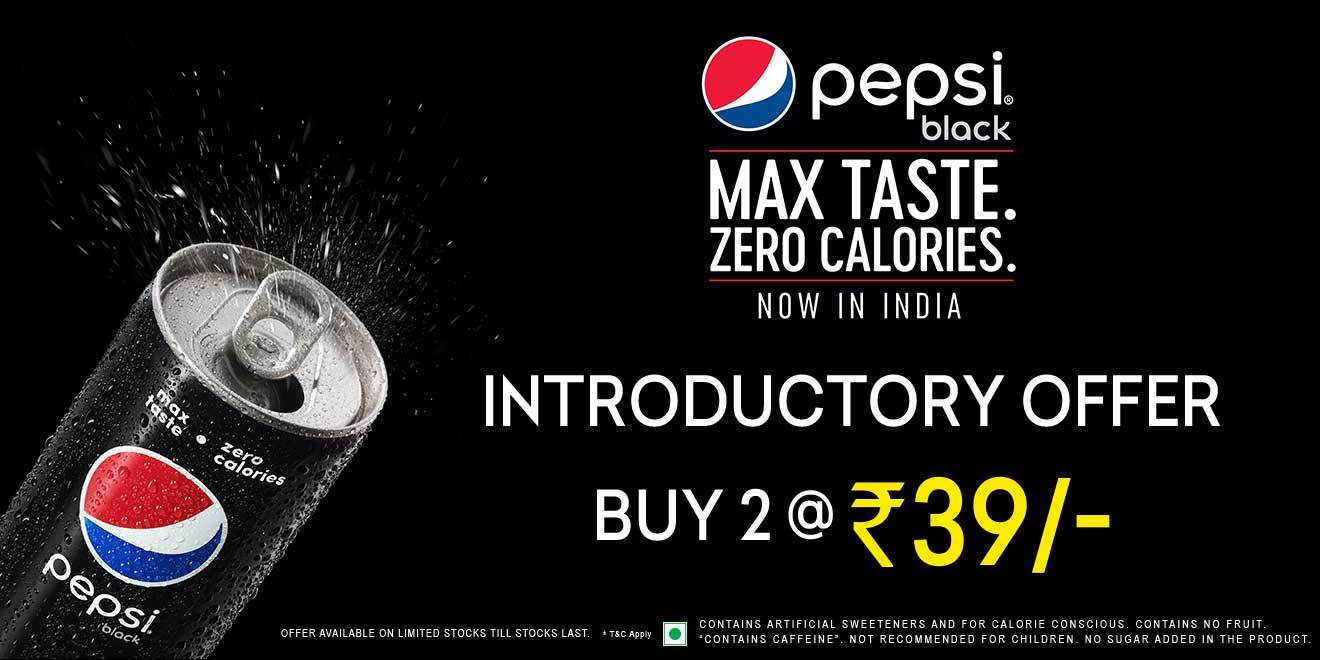 pepsi®
black
MAX TASTE.
ZERO CALORIES.
NOW IN INDIA
INTRODUCTORY OFFER
BUY 2 @ ₹39/-
max
taste • zero
calories
pepsi®
black
OFFER AVAILABLE ON LIMITED STOCKS TILL STOCKS LAST. * T&C Apply
CONTAINS ARTIFICIAL SWEETENERS AND FOR CALORIE CONSCIOUS. CONTAINS NO FRUIT.
"CONTAINS CAFFEINE". NOT RECOMMENDED FOR CHILDREN. NO SUGAR ADDED IN THE PRODUCT.